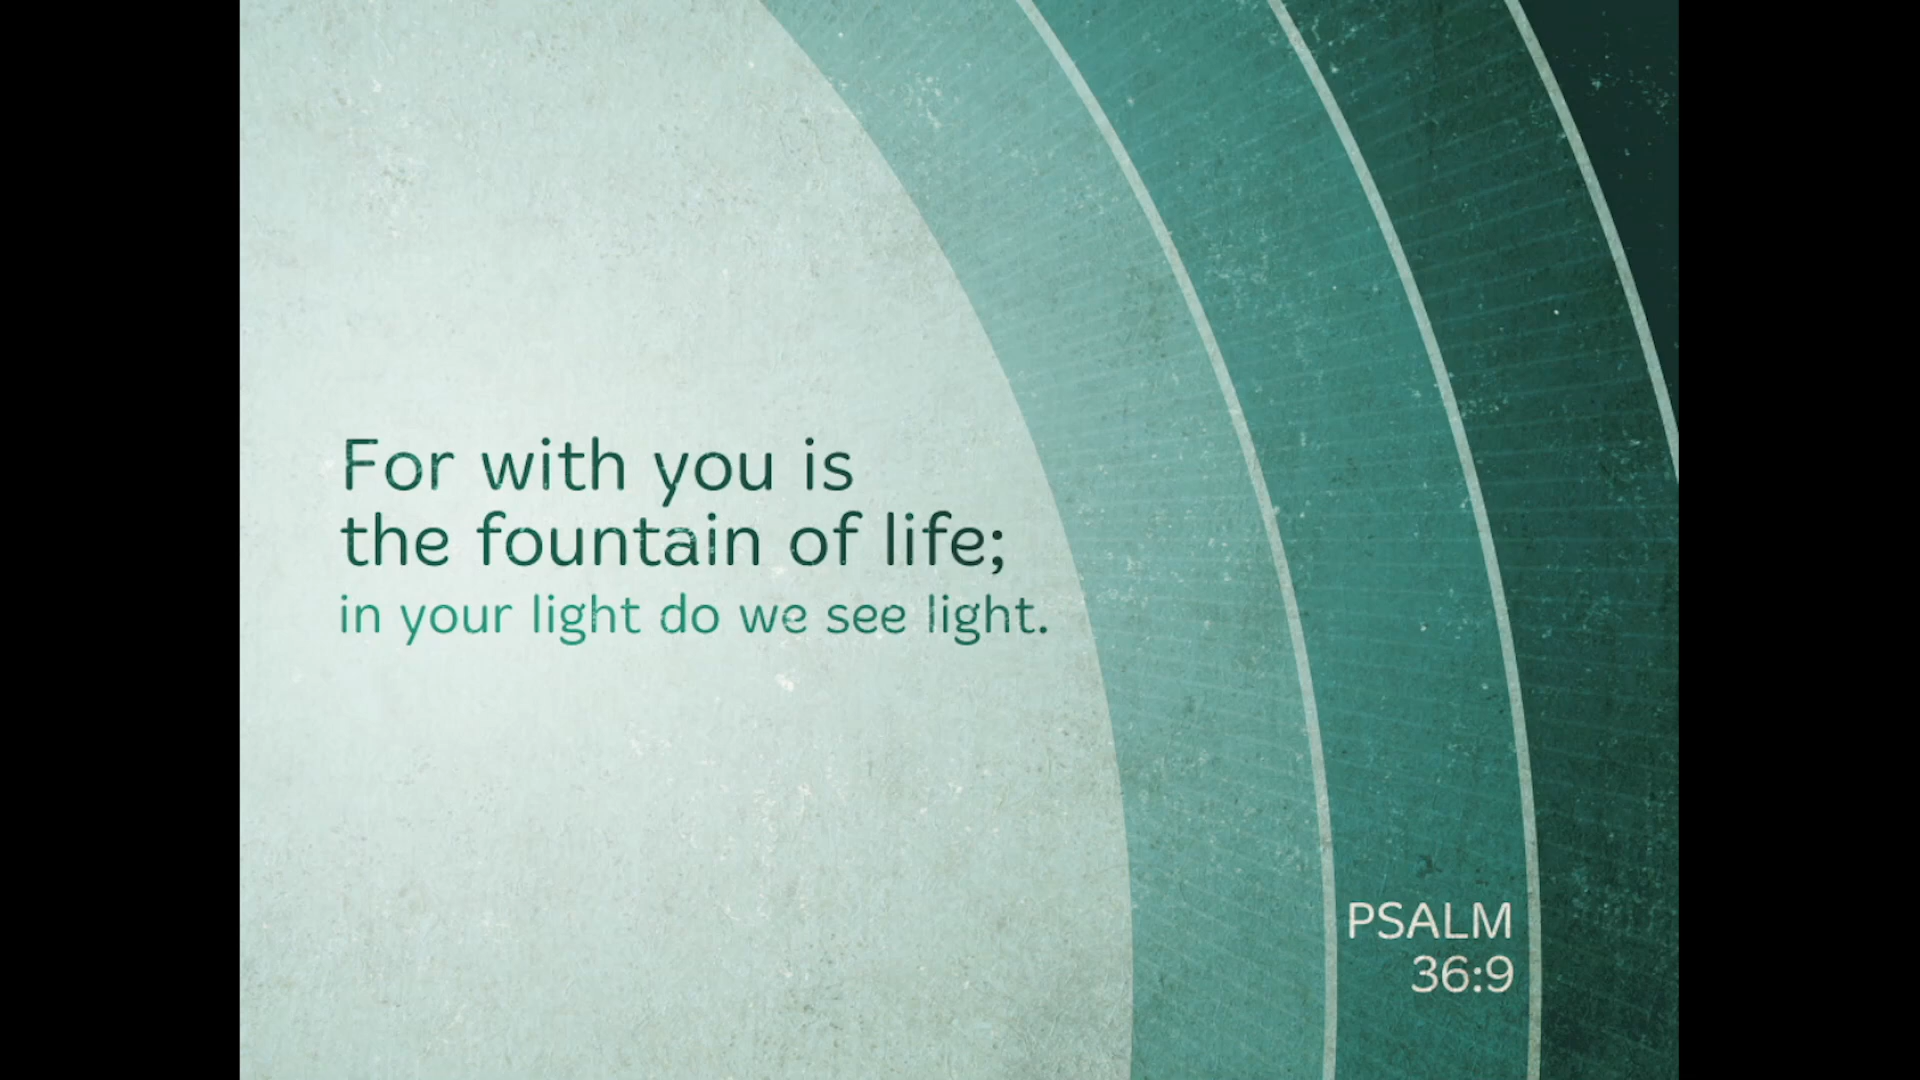 For with you is
the fountain of life;
in your light do we see light.
PSALM
36:9